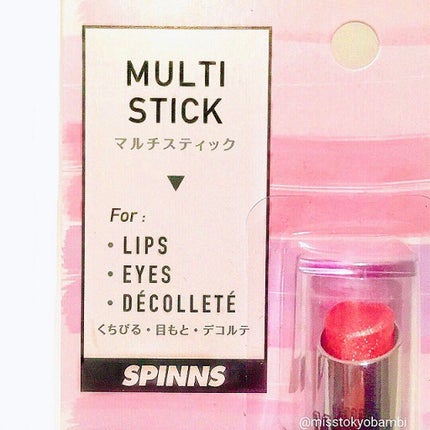 MULTI
STICK
マルチスティック
▼
For:
・LIPS
・EYES
・DÉCOLLETÉ
くちびる・目もと・デコルテ
SPINNS
@misstokyobambi